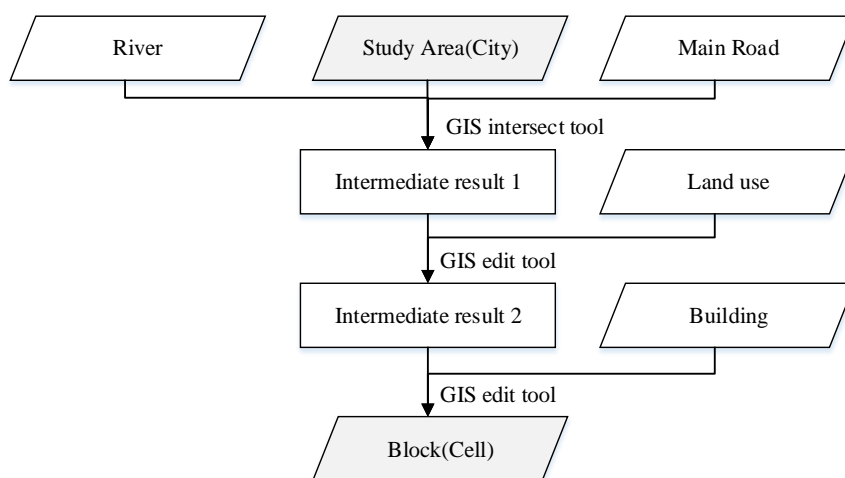 River
Study Area(City)
Main Road
GIS intersect tool
Intermediate result 1
Land use
GIS edit tool
Intermediate result 2
Building
GIS edit tool
Block(Cell)